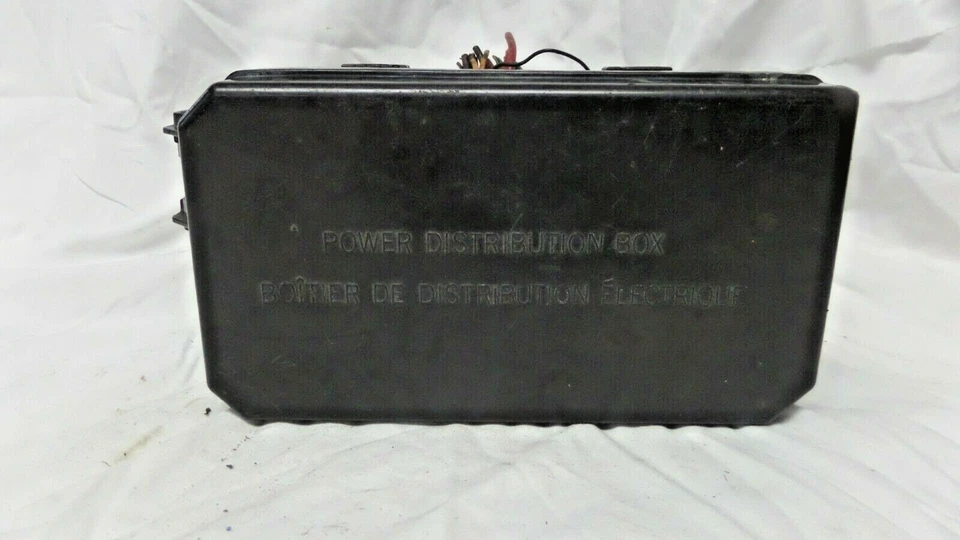 POWER DISTRIBUTION BOX
BOÎTIER DE DISTRIBUTION ÉLECTRIQUE